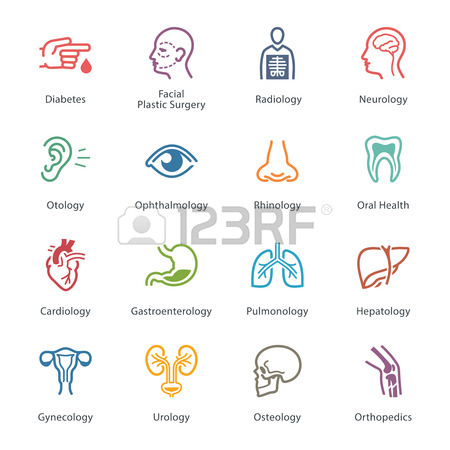 Diabetes
Facial
Plastic Surgery
Radiology
Neurology
Otology
Ophthalmology
Rhinology
Oral Health
123RF
Cardiology
Gastroenterology
Pulmonology
Hepatology
Gynecology
Urology
Osteology
Orthopedics